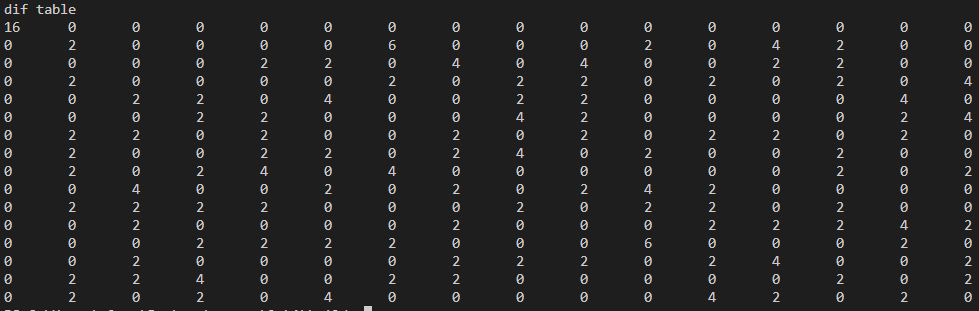 dif table
16 0 0 0 0 0 0 0 0 0 0 0 0 0 0 0
0 2 0 0 0 0 6 0 0 0 2 0 4 2 0 0
0 0 0 0 2 2 0 4 0 4 0 0 2 2 0 0
0 2 0 0 0 0 2 0 2 2 0 2 0 2 0 4
0 0 2 2 0 4 0 0 2 2 0 0 0 0 4 0
0 0 0 2 2 0 0 0 4 2 0 0 0 0 2 4
0 2 2 0 2 0 0 2 0 2 0 2 2 0 2 0
0 2 0 0 2 2 0 2 4 0 2 0 0 2 0 0
0 2 0 2 4 0 4 0 0 0 0 0 0 2 0 2
0 0 4 0 0 2 0 2 0 2 4 2 0 0 0 0
0 2 2 2 2 0 0 0 2 0 2 2 0 2 0 0
0 0 2 0 0 0 0 2 0 0 0 2 2 2 4 2
0 0 0 2 2 2 2 0 0 0 6 0 0 0 2 0
0 0 2 0 0 0 0 2 2 2 0 2 4 0 0 2
0 2 2 4 0 0 2 2 0 0 0 0 0 2 0 2
0 2 0 2 0 4 0 0 0 0 0 4 2 0 2 0